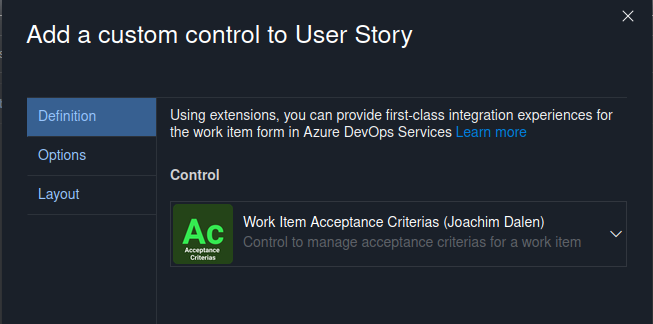 Add a custom control to User Story
Definition
Options
Layout
Using extensions, you can provide first-class integration experiences for
the work item form in Azure DevOps Services Learn more
Control
Ac
Acceptance
Criterias
Work Item Acceptance Criterias (Joachim Dalen)
Control to manage acceptance criterias for a work item